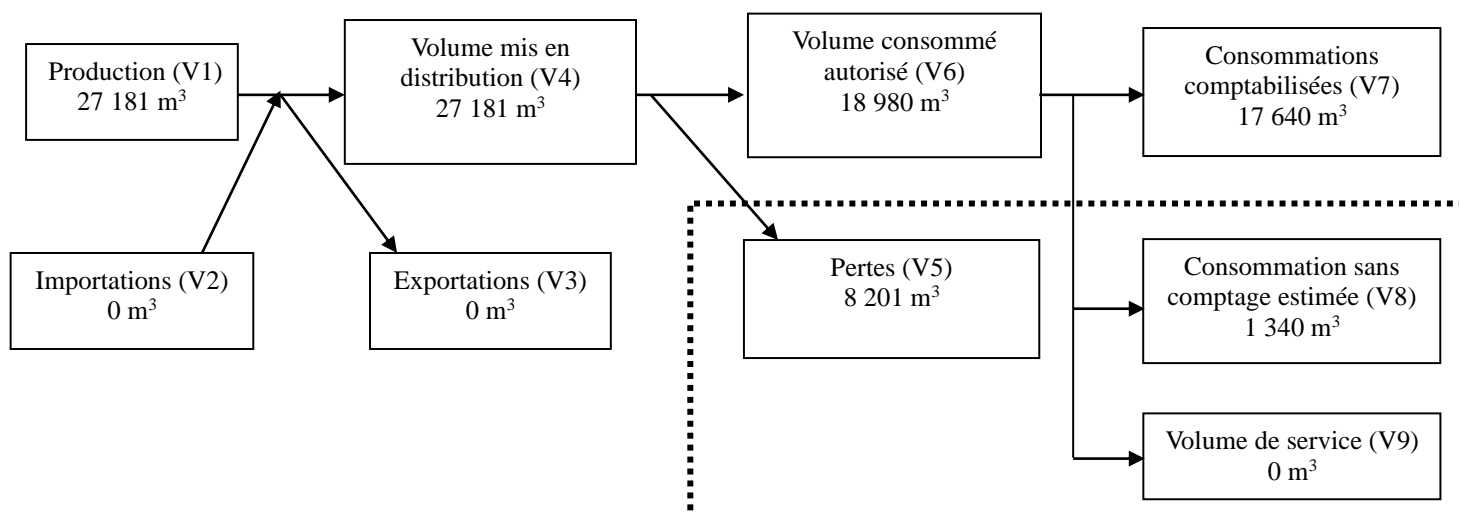 Production (V1)
27 181 m³
Volume mis en
distribution (V4)
27 181 m³
Volume consommé
autorisé (V6)
18 980 m³
Consommations
comptabilisées (V7)
17 640 m³
Importations (V2)
0 m³
Exportations (V3)
0 m³
Pertes (V5)
8 201 m³
Consommation sans
comptage estimée (V8)
1 340 m³
Volume de service (V9)
0 m³